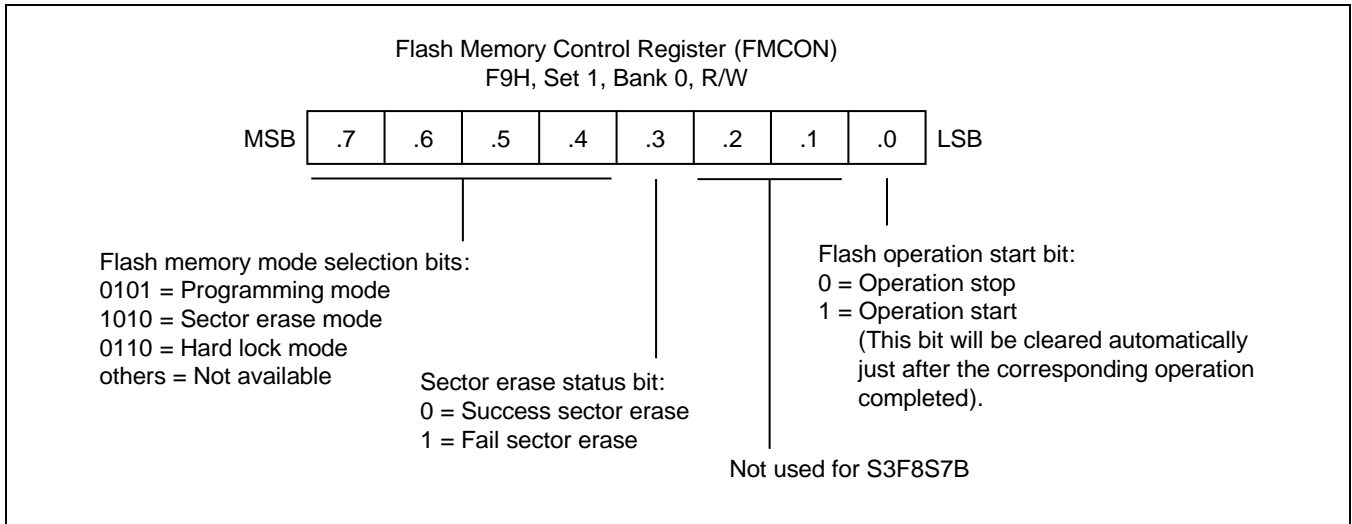 Flash Memory Control Register (FMCON)
F9H, Set 1, Bank 0, R/W
MSB .7 .6 .5 .4 .3 .2 .1 .0 LSB
Flash memory mode selection bits:
0101 = Programming mode
1010 = Sector erase mode
0110 = Hard lock mode
others = Not available
Sector erase status bit:
0 = Success sector erase
1 = Fail sector erase
Not used for S3F8S7B
Flash operation start bit:
0 = Operation stop
1 = Operation start
(This bit will be cleared automatically
just after the corresponding operation
completed).